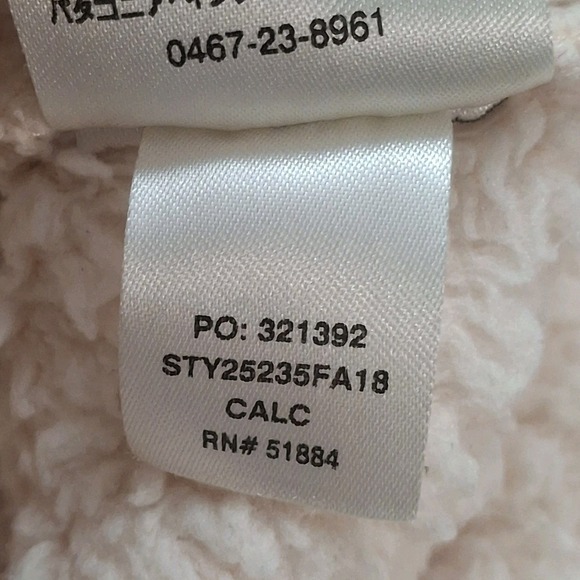 0467-23-8961
PO: 321392
STY25235FA18
CALC
RN# 51884